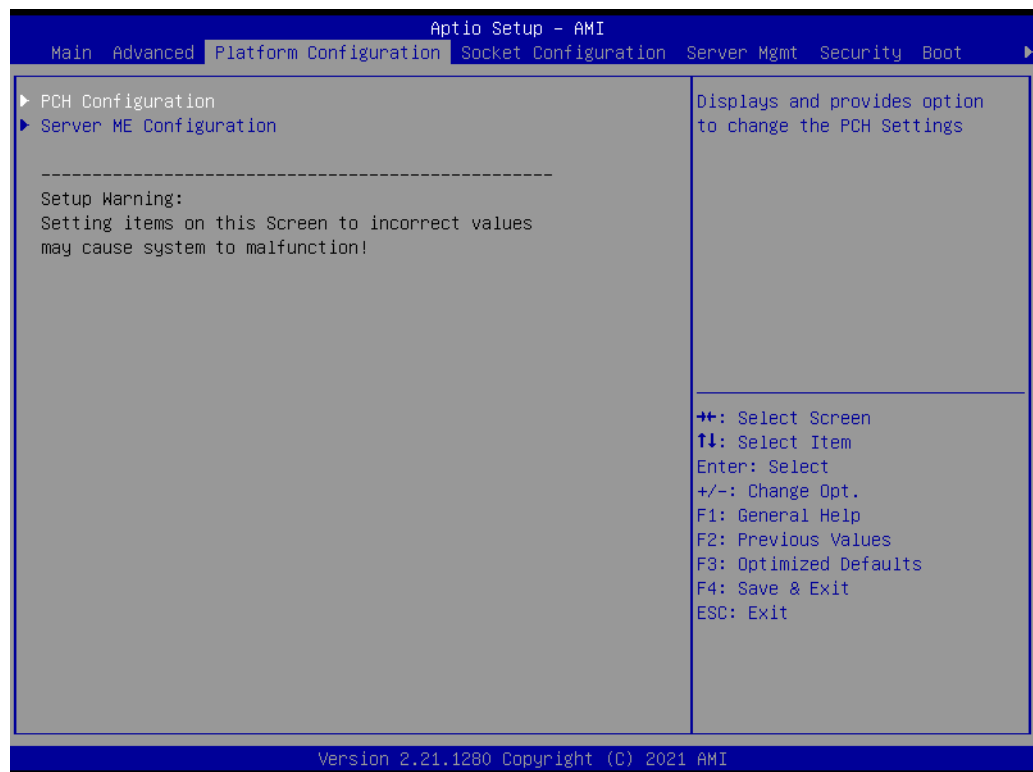 Aptio Setup – AMI
Main Advanced Platform Configuration Socket Configuration Server Mgmt Security Boot ▶
▶ PCH Configuration
▶ Server ME Configuration
--------------------------------------------------
Setup Warning:
Setting items on this Screen to incorrect values
may cause system to malfunction!
Displays and provides option
to change the PCH Settings
→←: Select Screen
↑↓: Select Item
Enter: Select
+/-: Change Opt.
F1: General Help
F2: Previous Values
F3: Optimized Defaults
F4: Save & Exit
ESC: Exit
Version 2.21.1280 Copyright (C) 2021 AMI